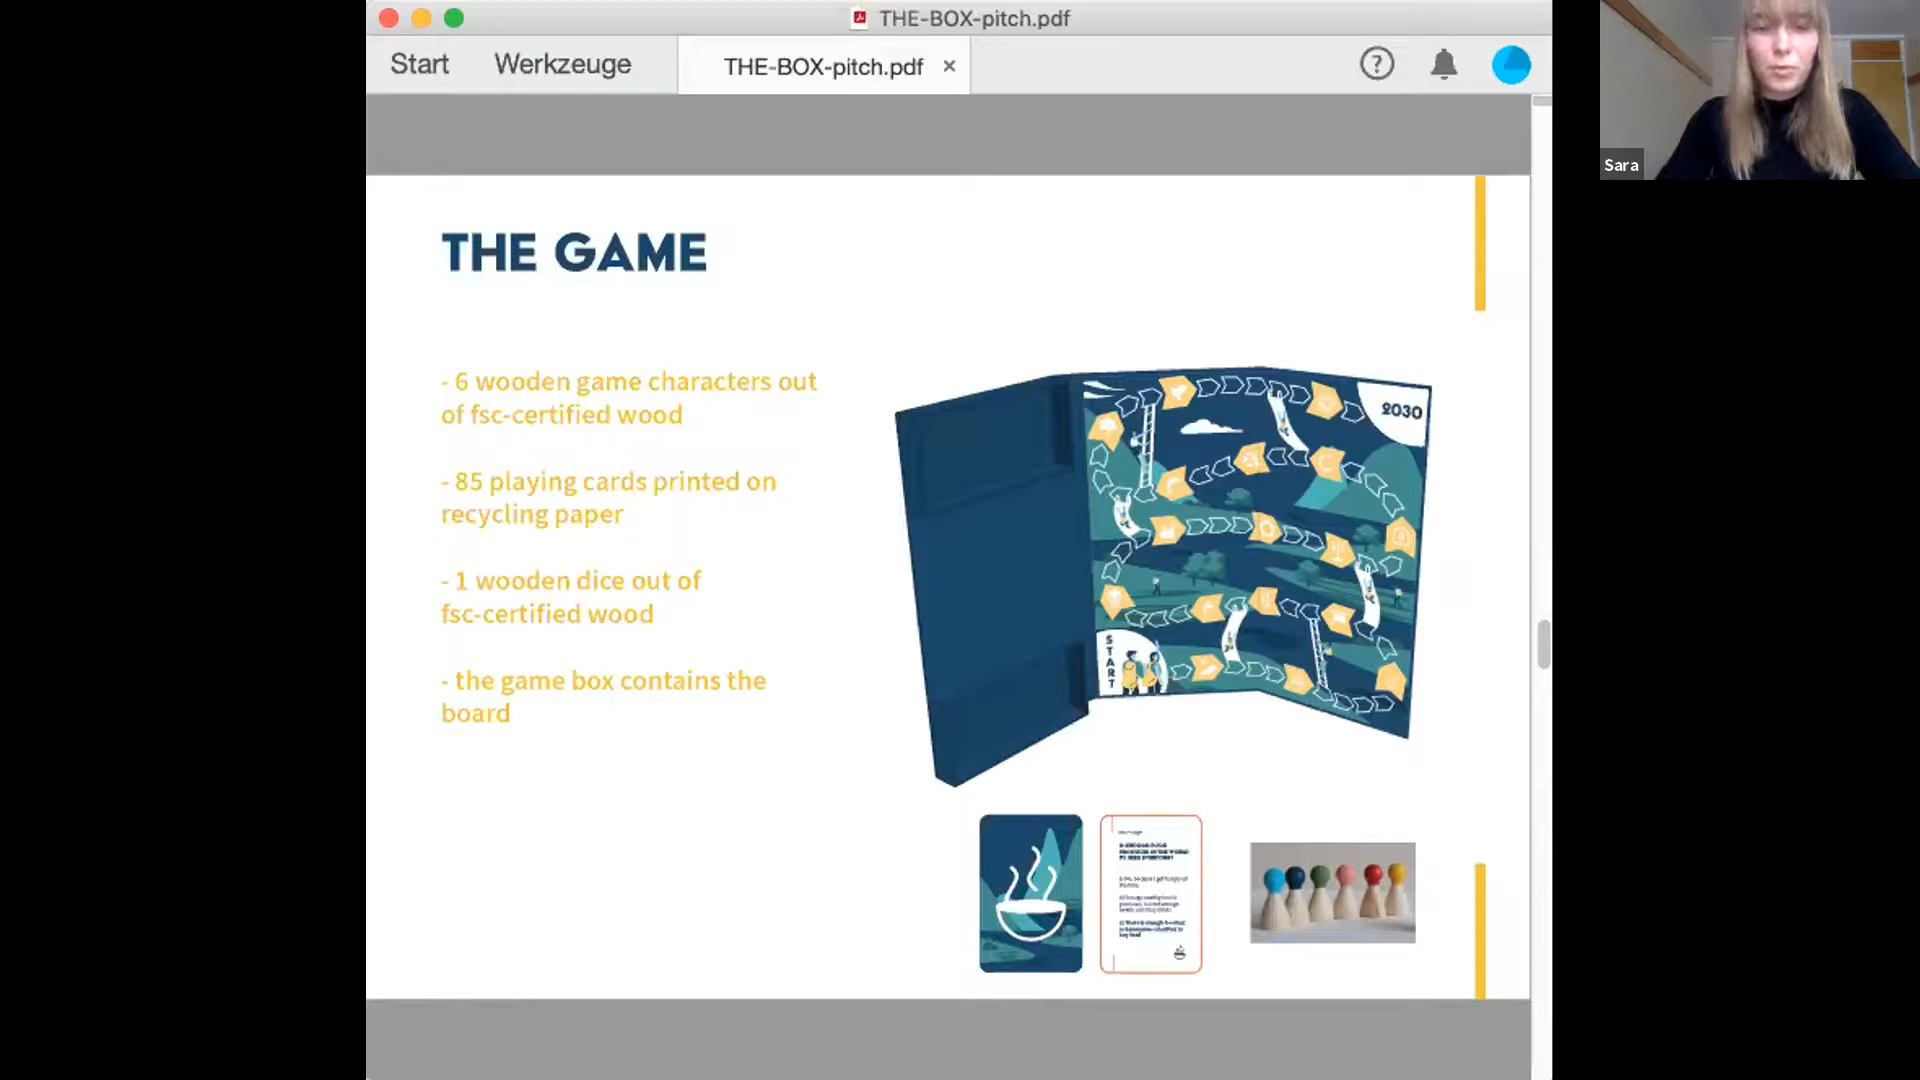 THE-BOX-pitch.pdf
Start
Werkzeuge
THE-BOX-pitch.pdf
Sara
THE GAME
- 6 wooden game characters out
of fsc-certified wood
- 85 playing cards printed on
recycling paper
- 1 wooden dice out of
fsc-certified wood
- the game box contains the
board
2030
START